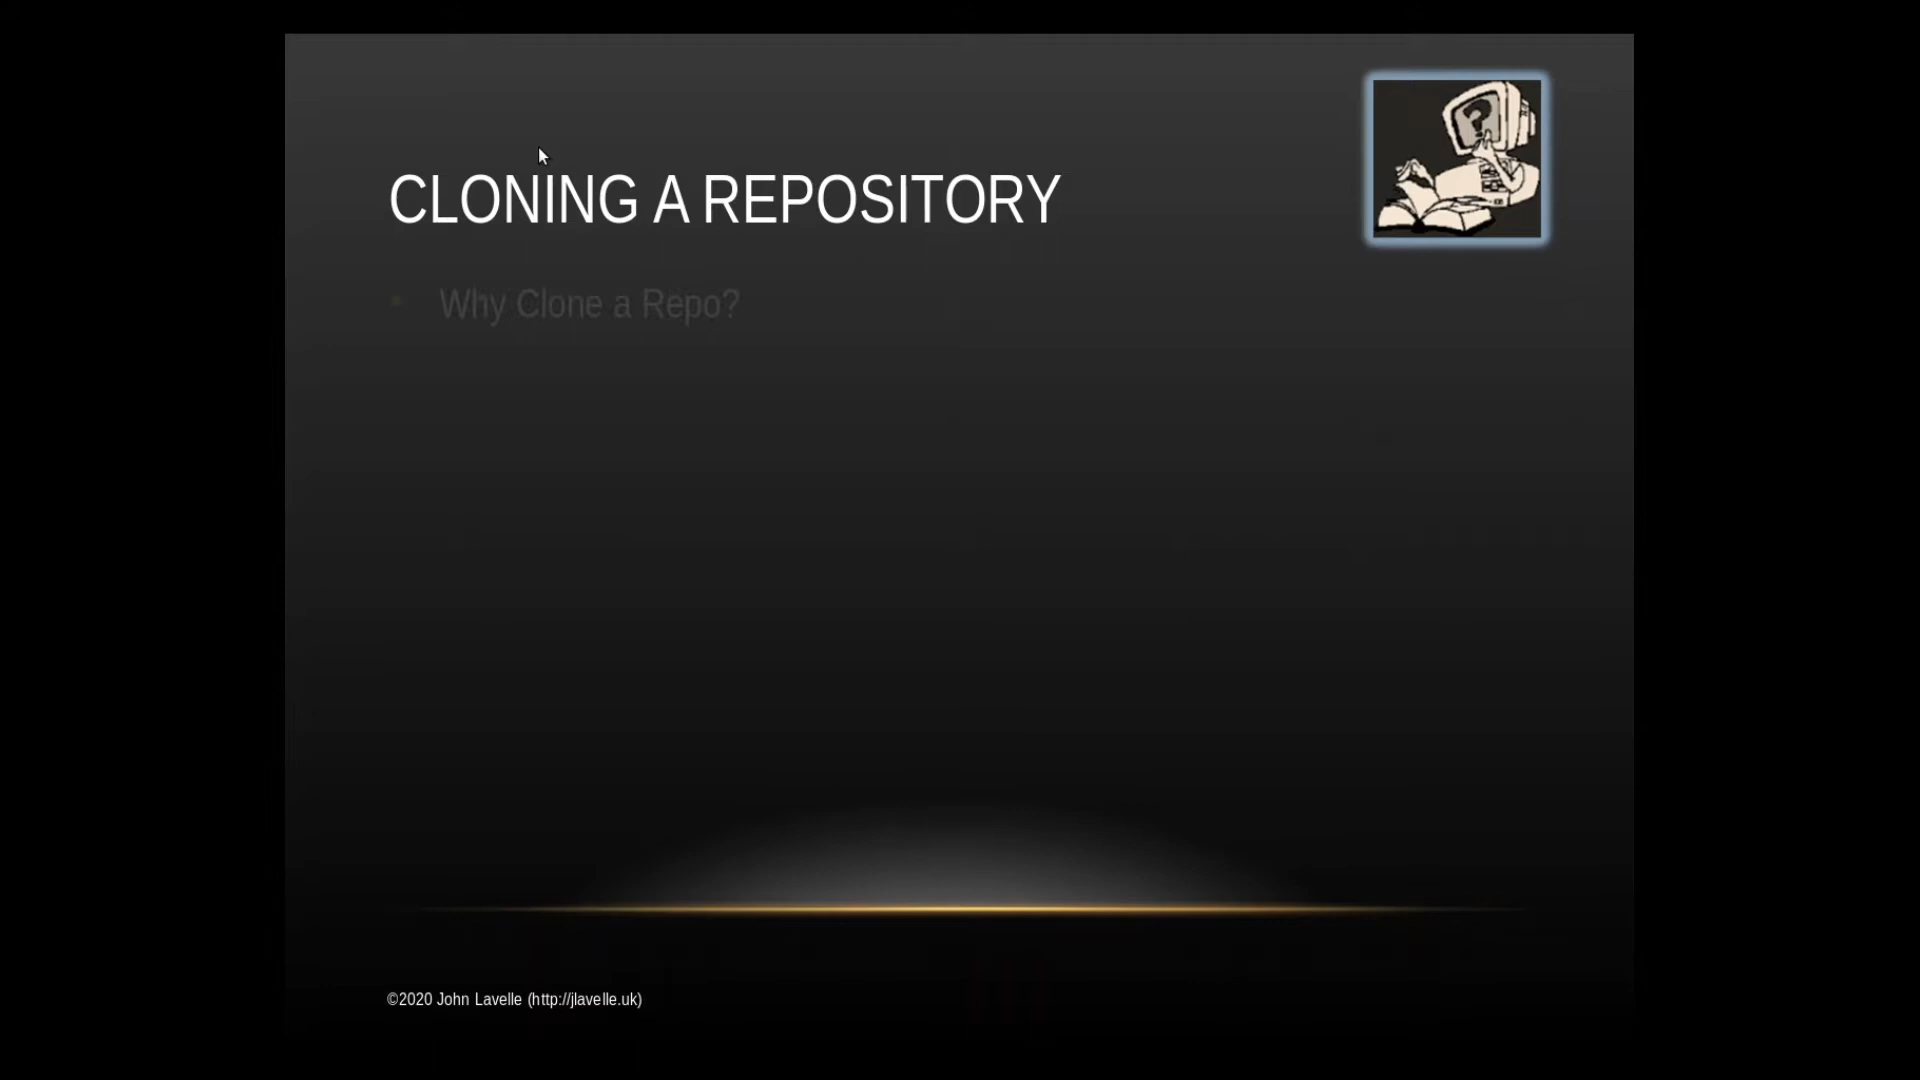 CLONING A REPOSITORY
• Why Clone a Repo?
©2020 John Lavelle (http://jlavelle.uk)